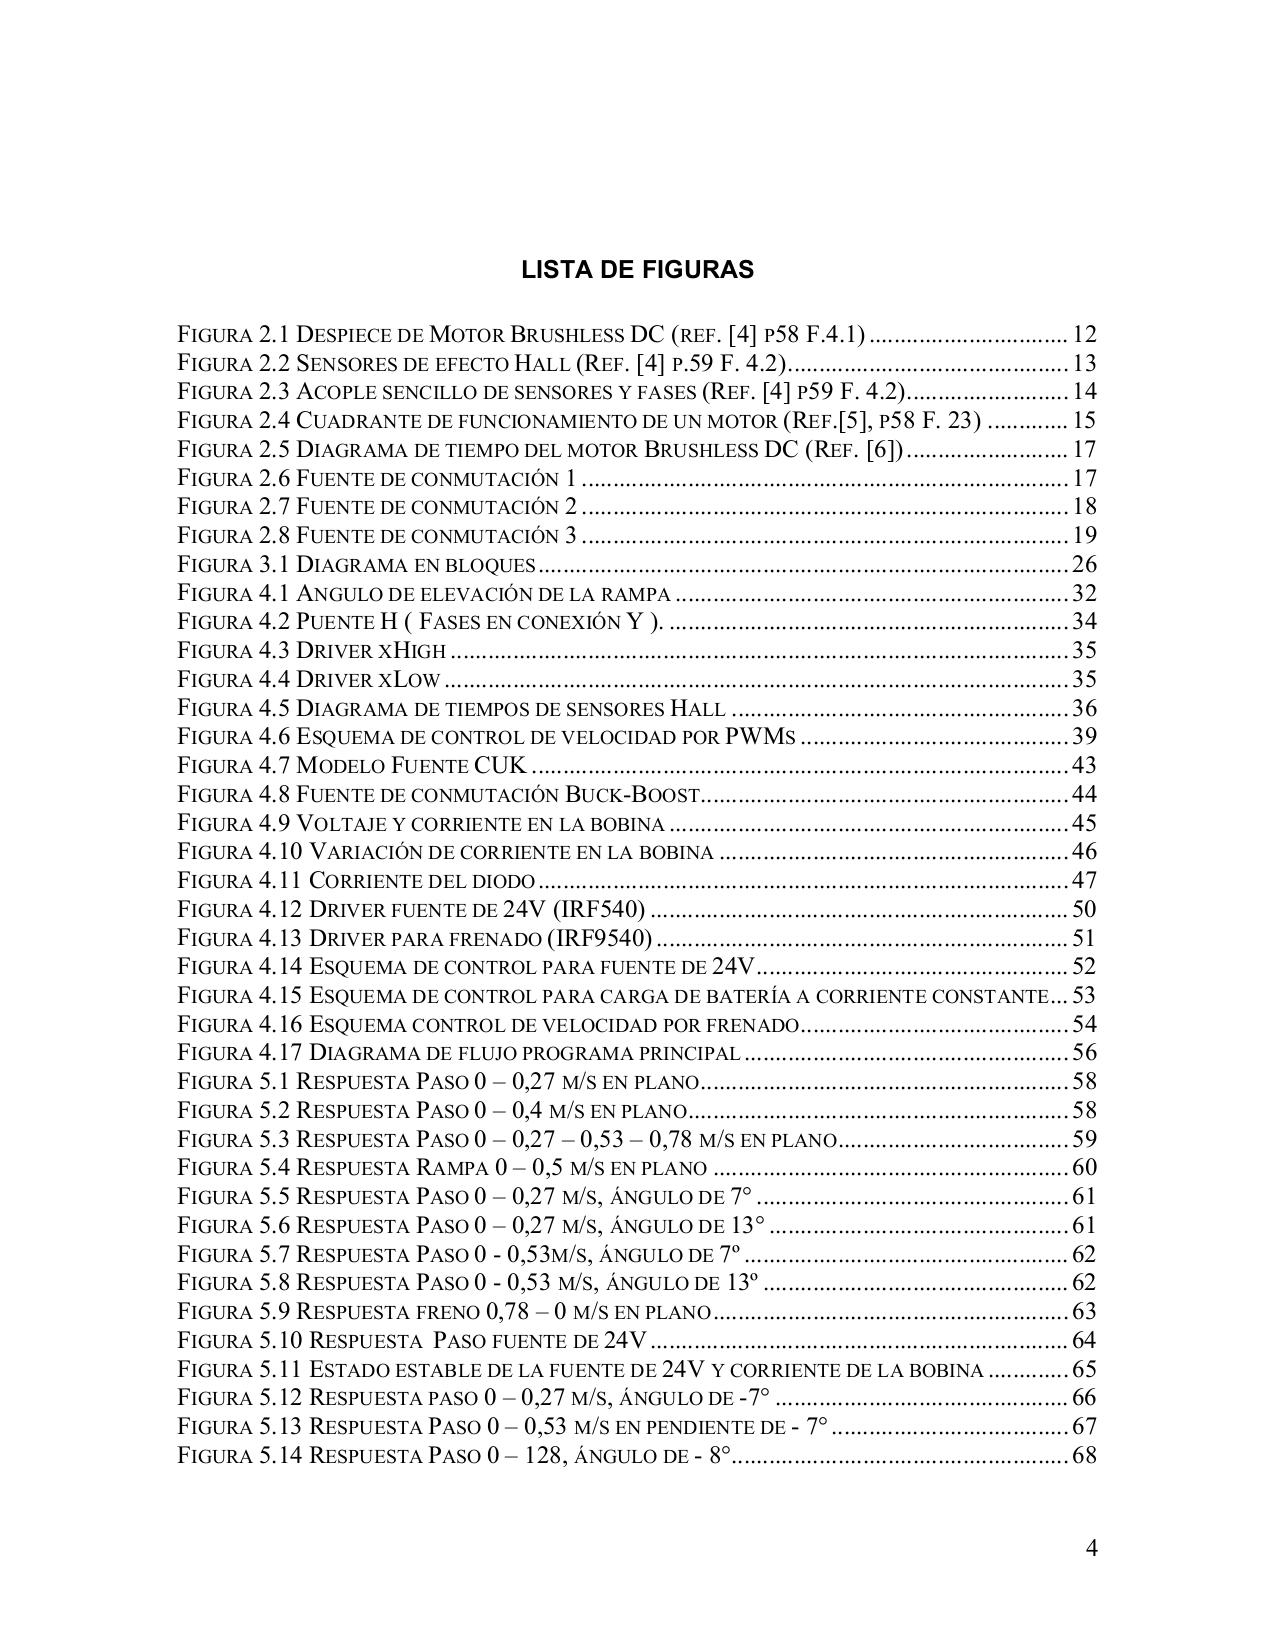 LISTA DE FIGURAS
FIGURA 2.1 DESPIECE DE MOTOR BRUSHLESS DC (REF. [4] P58 F.4.1) ................................ 12
FIGURA 2.2 SENSORES DE EFECTO HALL (REF. [4] P.59 F. 4.2)............................................. 13
FIGURA 2.3 ACOPLE SENCILLO DE SENSORES Y FASES (REF. [4] P59 F. 4.2).......................... 14
FIGURA 2.4 CUADRANTE DE FUNCIONAMIENTO DE UN MOTOR (REF.[5], P58 F. 23) ............. 15
FIGURA 2.5 DIAGRAMA DE TIEMPO DEL MOTOR BRUSHLESS DC (REF. [6]).......................... 17
FIGURA 2.6 FUENTE DE CONMUTACIÓN 1 .............................................................................. 17
FIGURA 2.7 FUENTE DE CONMUTACIÓN 2 .............................................................................. 18
FIGURA 2.8 FUENTE DE CONMUTACIÓN 3 .............................................................................. 19
FIGURA 3.1 DIAGRAMA EN BLOQUES..................................................................................... 26
FIGURA 4.1 ANGULO DE ELEVACIÓN DE LA RAMPA ............................................................... 32
FIGURA 4.2 PUENTE H ( FASES EN CONEXIÓN Y ). ................................................................ 34
FIGURA 4.3 DRIVER XHIGH ................................................................................................... 35
FIGURA 4.4 DRIVER XLOW .................................................................................................... 35
FIGURA 4.5 DIAGRAMA DE TIEMPOS DE SENSORES HALL ...................................................... 36
FIGURA 4.6 ESQUEMA DE CONTROL DE VELOCIDAD POR PWMS ........................................... 39
FIGURA 4.7 MODELO FUENTE CUK ...................................................................................... 43
FIGURA 4.8 FUENTE DE CONMUTACIÓN BUCK-BOOST........................................................... 44
FIGURA 4.9 VOLTAJE Y CORRIENTE EN LA BOBINA ................................................................ 45
FIGURA 4.10 VARIACIÓN DE CORRIENTE EN LA BOBINA ........................................................ 46
FIGURA 4.11 CORRIENTE DEL DIODO..................................................................................... 47
FIGURA 4.12 DRIVER FUENTE DE 24V (IRF540) ................................................................... 50
FIGURA 4.13 DRIVER PARA FRENADO (IRF9540) .................................................................. 51
FIGURA 4.14 ESQUEMA DE CONTROL PARA FUENTE DE 24V.................................................. 52
FIGURA 4.15 ESQUEMA DE CONTROL PARA CARGA DE BATERÍA A CORRIENTE CONSTANTE... 53
FIGURA 4.16 ESQUEMA CONTROL DE VELOCIDAD POR FRENADO........................................... 54
FIGURA 4.17 DIAGRAMA DE FLUJO PROGRAMA PRINCIPAL .................................................... 56
FIGURA 5.1 RESPUESTA PASO 0 – 0,27 M/S EN PLANO........................................................... 58
FIGURA 5.2 RESPUESTA PASO 0 – 0,4 M/S EN PLANO............................................................. 58
FIGURA 5.3 RESPUESTA PASO 0 – 0,27 – 0,53 – 0,78 M/S EN PLANO..................................... 59
FIGURA 5.4 RESPUESTA RAMPA 0 – 0,5 M/S EN PLANO ......................................................... 60
FIGURA 5.5 RESPUESTA PASO 0 – 0,27 M/S, ÁNGULO DE 7° .................................................. 61
FIGURA 5.6 RESPUESTA PASO 0 – 0,27 M/S, ÁNGULO DE 13° ................................................ 61
FIGURA 5.7 RESPUESTA PASO 0 - 0,53M/S, ÁNGULO DE 7º .................................................... 62
FIGURA 5.8 RESPUESTA PASO 0 - 0,53 M/S, ÁNGULO DE 13º ................................................. 62
FIGURA 5.9 RESPUESTA FRENO 0,78 – 0 M/S EN PLANO......................................................... 63
FIGURA 5.10 RESPUESTA  PASO FUENTE DE 24V ................................................................... 64
FIGURA 5.11 ESTADO ESTABLE DE LA FUENTE DE 24V Y CORRIENTE DE LA BOBINA ............. 65
FIGURA 5.12 RESPUESTA PASO 0 – 0,27 M/S, ÁNGULO DE -7° ............................................... 66
FIGURA 5.13 RESPUESTA PASO 0 – 0,53 M/S EN PENDIENTE DE - 7° ...................................... 67
FIGURA 5.14 RESPUESTA PASO 0 – 128, ÁNGULO DE - 8°...................................................... 68
4